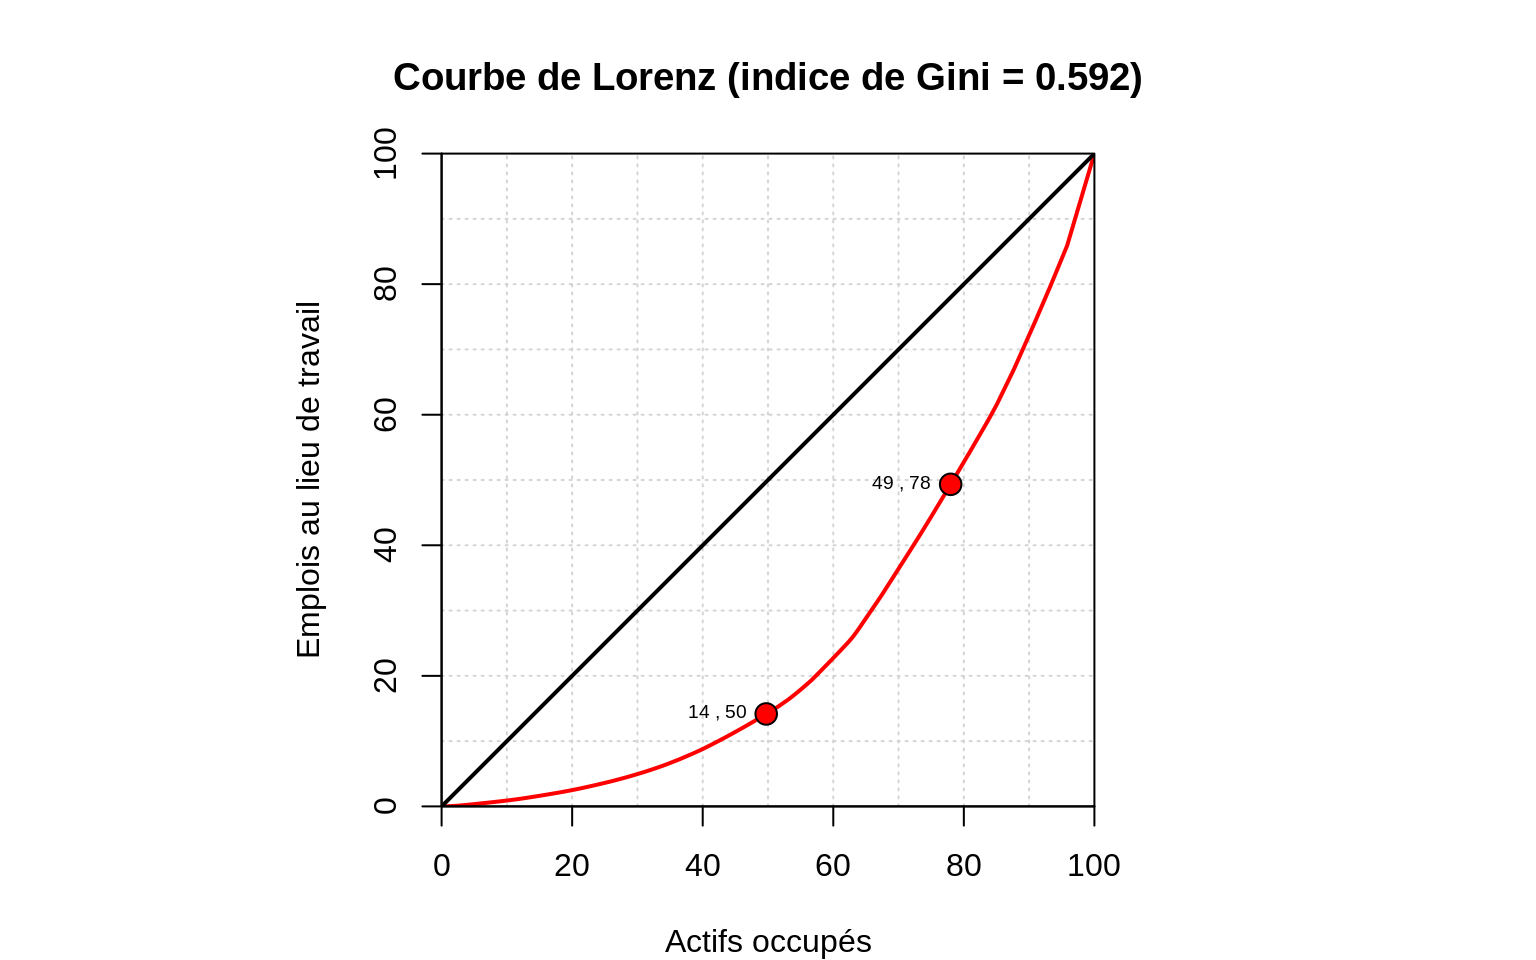 Courbe de Lorenz (indice de Gini = 0.592)
100
80
60
40
20
0
Emplois au lieu de travail
49 , 78
14 , 50
0 20 40 60 80 100
Actifs occupés